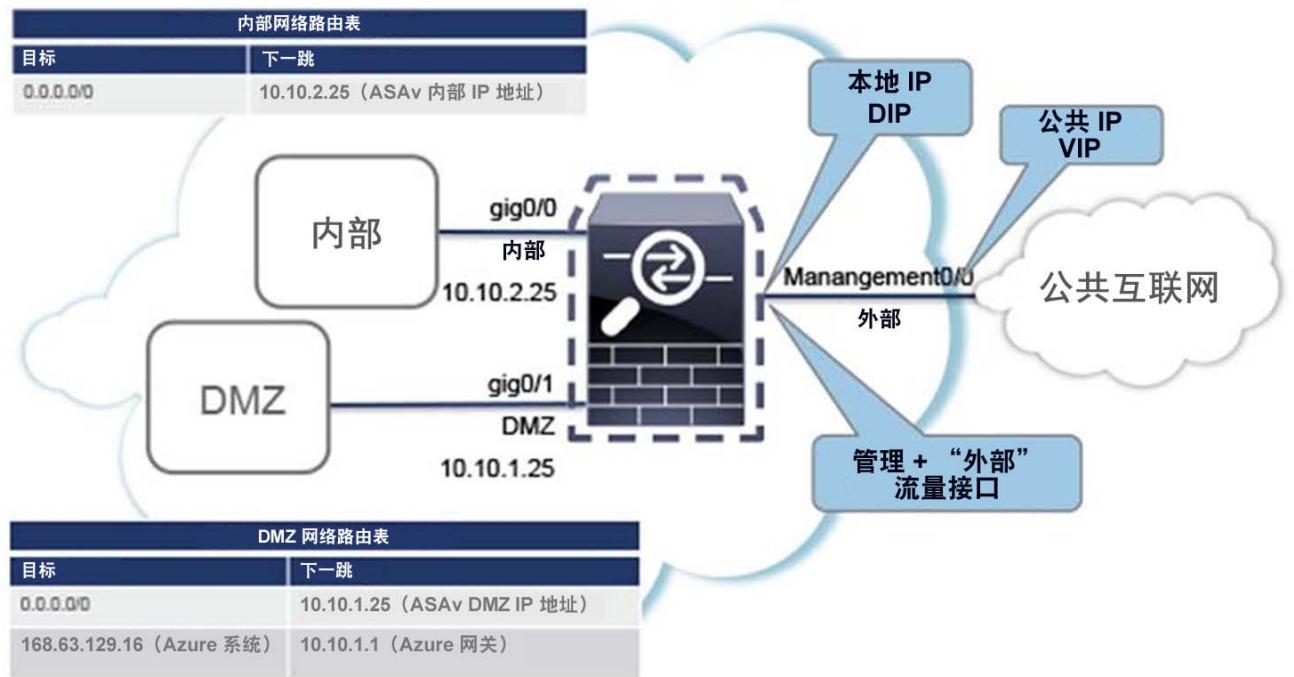 内部网络路由表
目标 下一跳
0.0.0.0/0 10.10.2.25（ASAv 内部 IP 地址）
本地 IP
DIP
公共 IP
VIP
内部
gig0/0
内部
10.10.2.25
Manangement0/0
外部
公共互联网
DMZ
gig0/1
DMZ
10.10.1.25
管理 + “外部”
流量接口
DMZ 网络路由表
目标 下一跳
0.0.0.0/0 10.10.1.25（ASAv DMZ IP 地址）
168.63.129.16（Azure 系统） 10.10.1.1（Azure 网关）